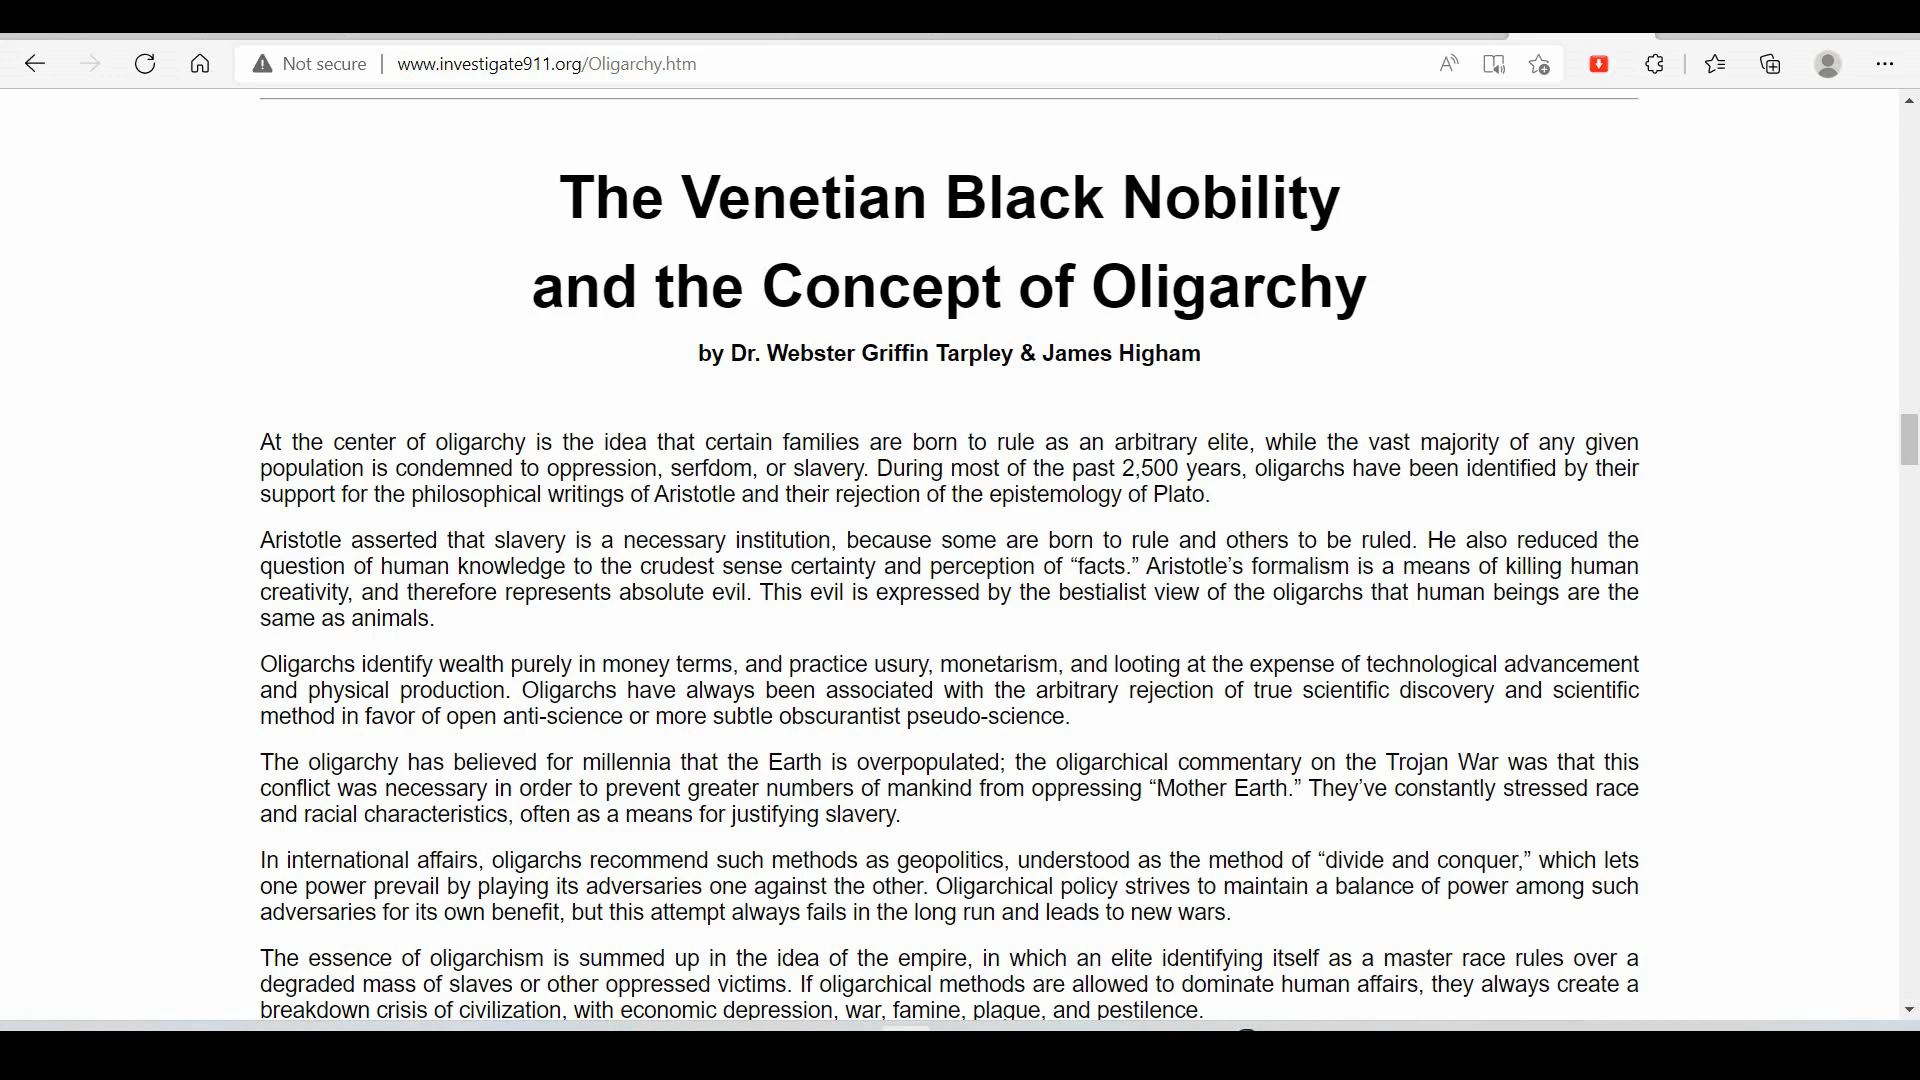 Not secure
www.investigate911.org/Oligarchy.htm
The Venetian Black Nobility
and the Concept of Oligarchy
by Dr. Webster Griffin Tarpley & James Higham
At the center of oligarchy is the idea that certain families are born to rule as an arbitrary elite, while the vast majority of any given
population is condemned to oppression, serfdom, or slavery. During most of the past 2,500 years, oligarchs have been identified by their
support for the philosophical writings of Aristotle and their rejection of the epistemology of Plato.
Aristotle asserted that slavery is a necessary institution, because some are born to rule and others to be ruled. He also reduced the
question of human knowledge to the crudest sense certainty and perception of “facts.” Aristotle’s formalism is a means of killing human
creativity, and therefore represents absolute evil. This evil is expressed by the bestialist view of the oligarchs that human beings are the
same as animals.
Oligarchs identify wealth purely in money terms, and practice usury, monetarism, and looting at the expense of technological advancement
and physical production. Oligarchs have always been associated with the arbitrary rejection of true scientific discovery and scientific
method in favor of open anti-science or more subtle obscurantist pseudo-science.
The oligarchy has believed for millennia that the Earth is overpopulated; the oligarchical commentary on the Trojan War was that this
conflict was necessary in order to prevent greater numbers of mankind from oppressing “Mother Earth.” They’ve constantly stressed race
and racial characteristics, often as a means for justifying slavery.
In international affairs, oligarchs recommend such methods as geopolitics, understood as the method of “divide and conquer,” which lets
one power prevail by playing its adversaries one against the other. Oligarchical policy strives to maintain a balance of power among such
adversaries for its own benefit, but this attempt always fails in the long run and leads to new wars.
The essence of oligarchism is summed up in the idea of the empire, in which an elite identifying itself as a master race rules over a
degraded mass of slaves or other oppressed victims. If oligarchical methods are allowed to dominate human affairs, they always create a
breakdown crisis of civilization, with economic depression, war, famine, plague, and pestilence.